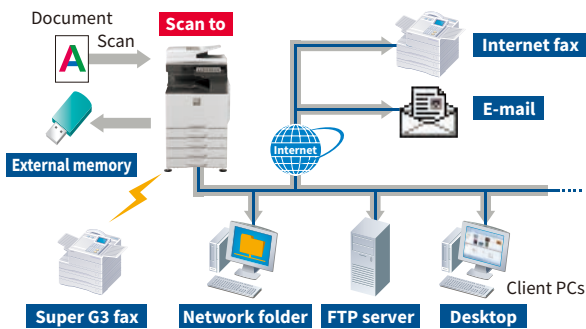 Document
Scan
Scan to
Internet fax
A
E-mail
Internet
External memory
Client PCs
Super G3 fax
Network folder
FTP server
Desktop